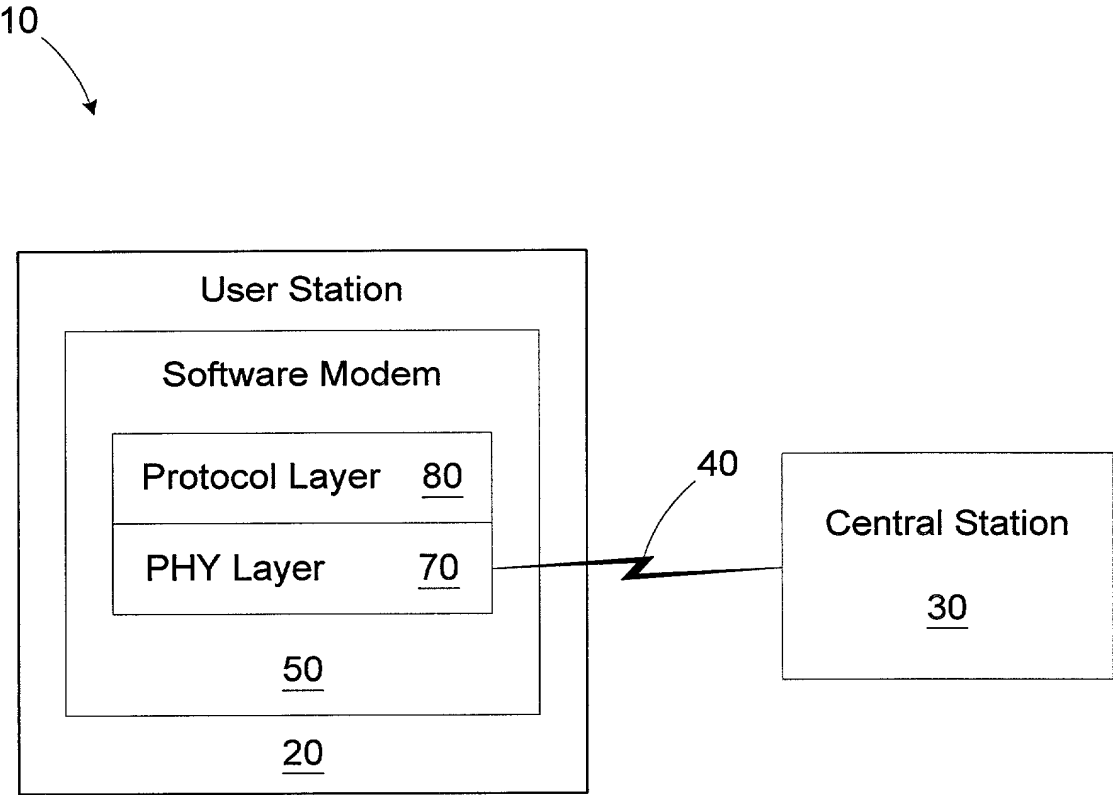 10
User Station
Software Modem
Protocol Layer 80
PHY Layer 70
50
20
40
Central Station
30